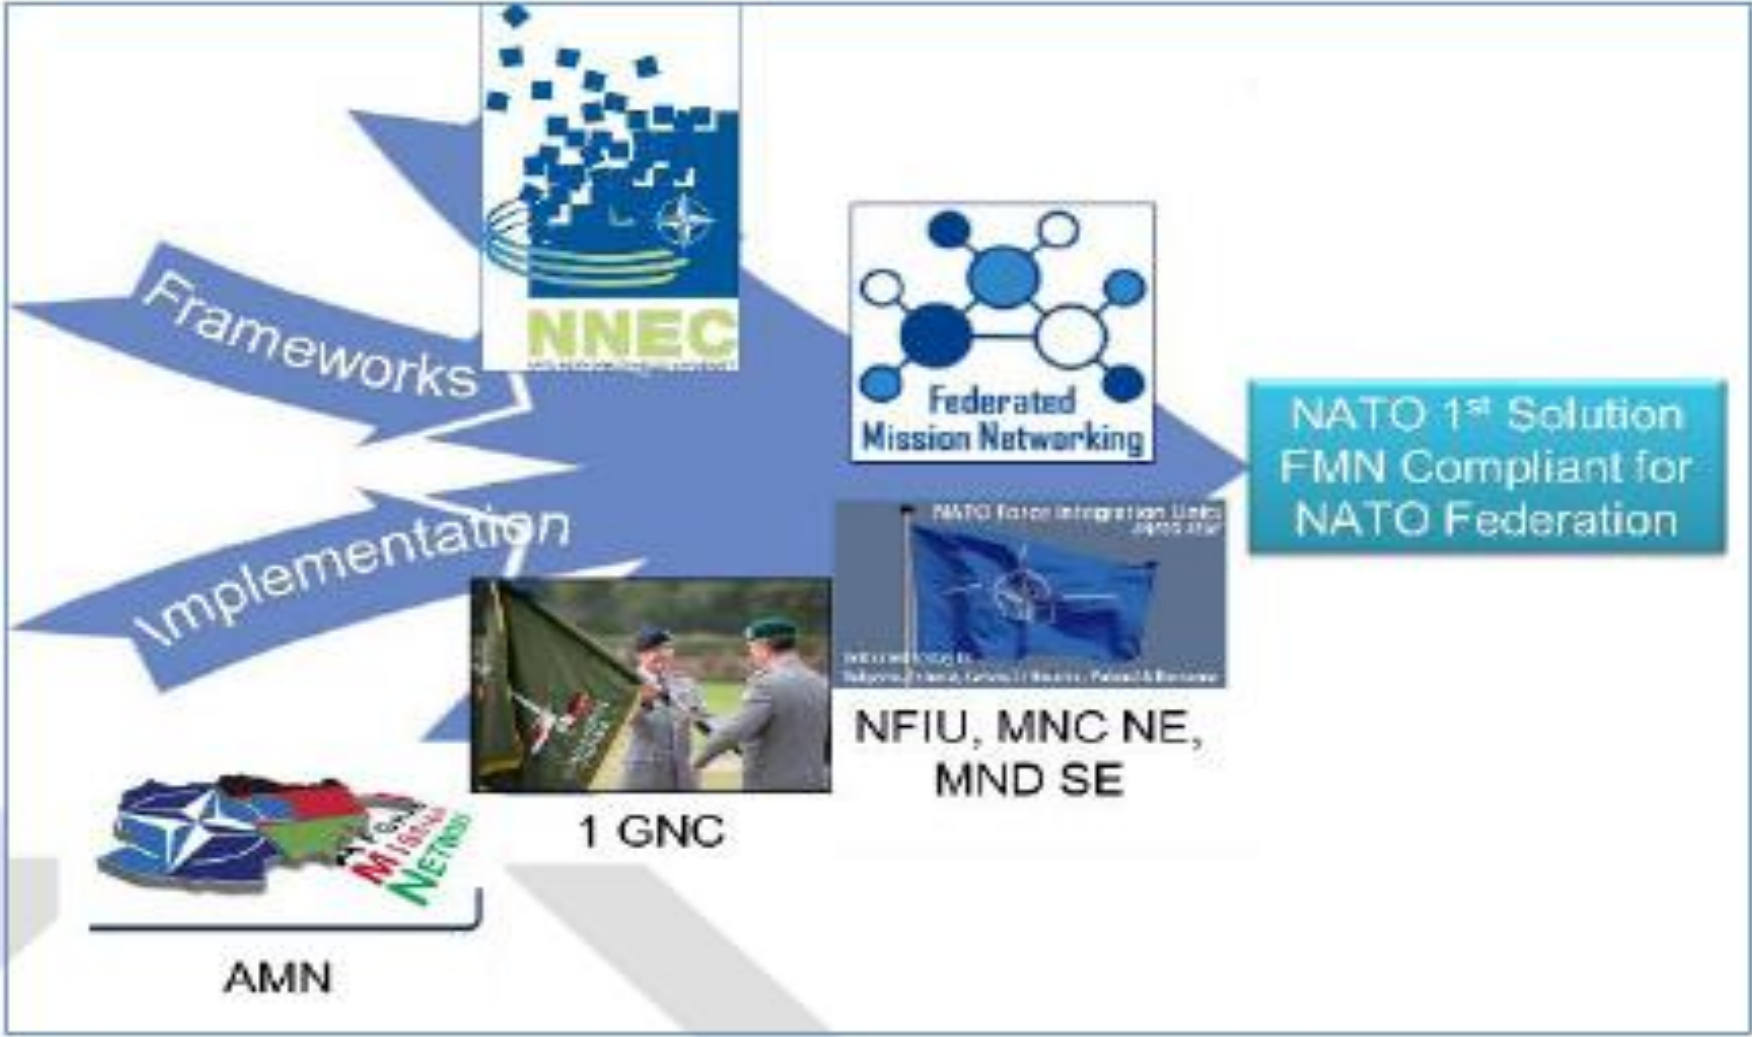 Frameworks
NNEC
Federated
Mission Networking
NATO 1st Solution
FMN Compliant for
NATO Federation
\mplementation
NATO Force Integration Units
NFIU, MNC NE,
MND SE
1 GNC
MISSION
NETWORK
AMN